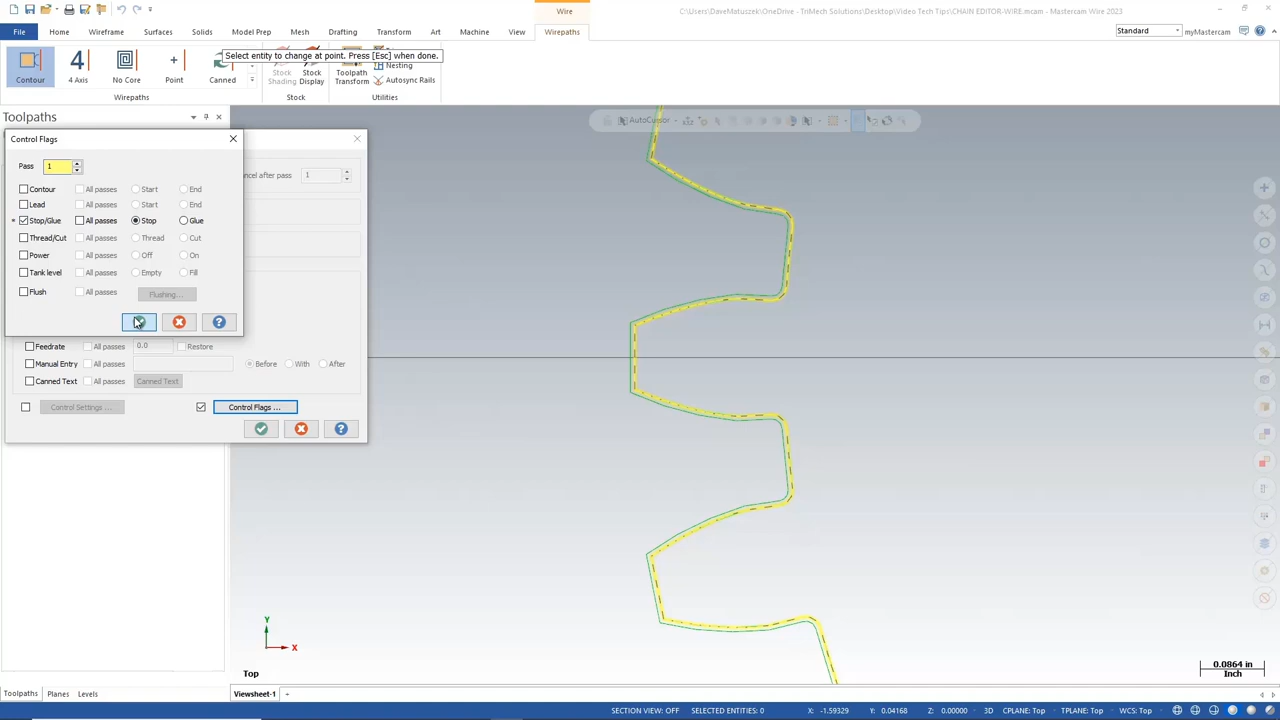 Wire
C:\Users\DaveMatuszek\OneDrive - TriMech Solutions\Desktop\Video Tech Tips\CHAIN EDITOR-WIRE.mcam - Mastercam Wire 2023
File Home Wireframe Surfaces Solids Model Prep Mesh Drafting Transform Art Machine View Wirepaths
Standard myMastercam
Select entity to change at point. Press [Esc] when done.
Contour 4 Axis No Core Point Canned
Stock Shading Stock Display Toolpath Transform
Nesting
Autosync Rails
Wirepaths Stock Utilities
Toolpaths
AutoCursor
Control Flags
Pass 1
ncel after pass 1
Contour All passes Start End
Lead All passes Start End
Stop/Glue All passes Stop Glue
Thread/Cut All passes Thread Cut
Power All passes Off On
Tank level All passes Empty Fill
Flush All passes Flushing...
Feedrate All passes 0.0 Restore
Manual Entry All passes Before With After
Canned Text All passes Canned Text
Control Settings ... Control Flags ...
Y
X
Top
0.0864 in
Inch
Toolpaths Planes Levels Viewsheet-1 +
SECTION VIEW: OFF SELECTED ENTITIES: 0 X: -1.59329 Y: 0.04168 Z: 0.00000 3D CPLANE: Top TPLANE: Top WCS: Top